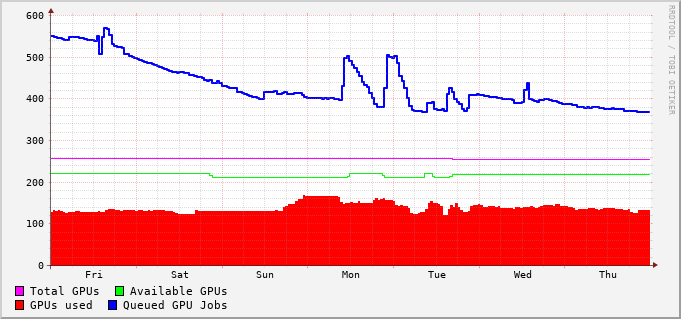 600
500
400
300
200
100
0
Fri Sat Sun Mon Tue Wed Thu
Total GPUs Available GPUs
GPUs used Queued GPU Jobs
RRDTOOL / TOBI OETIKER